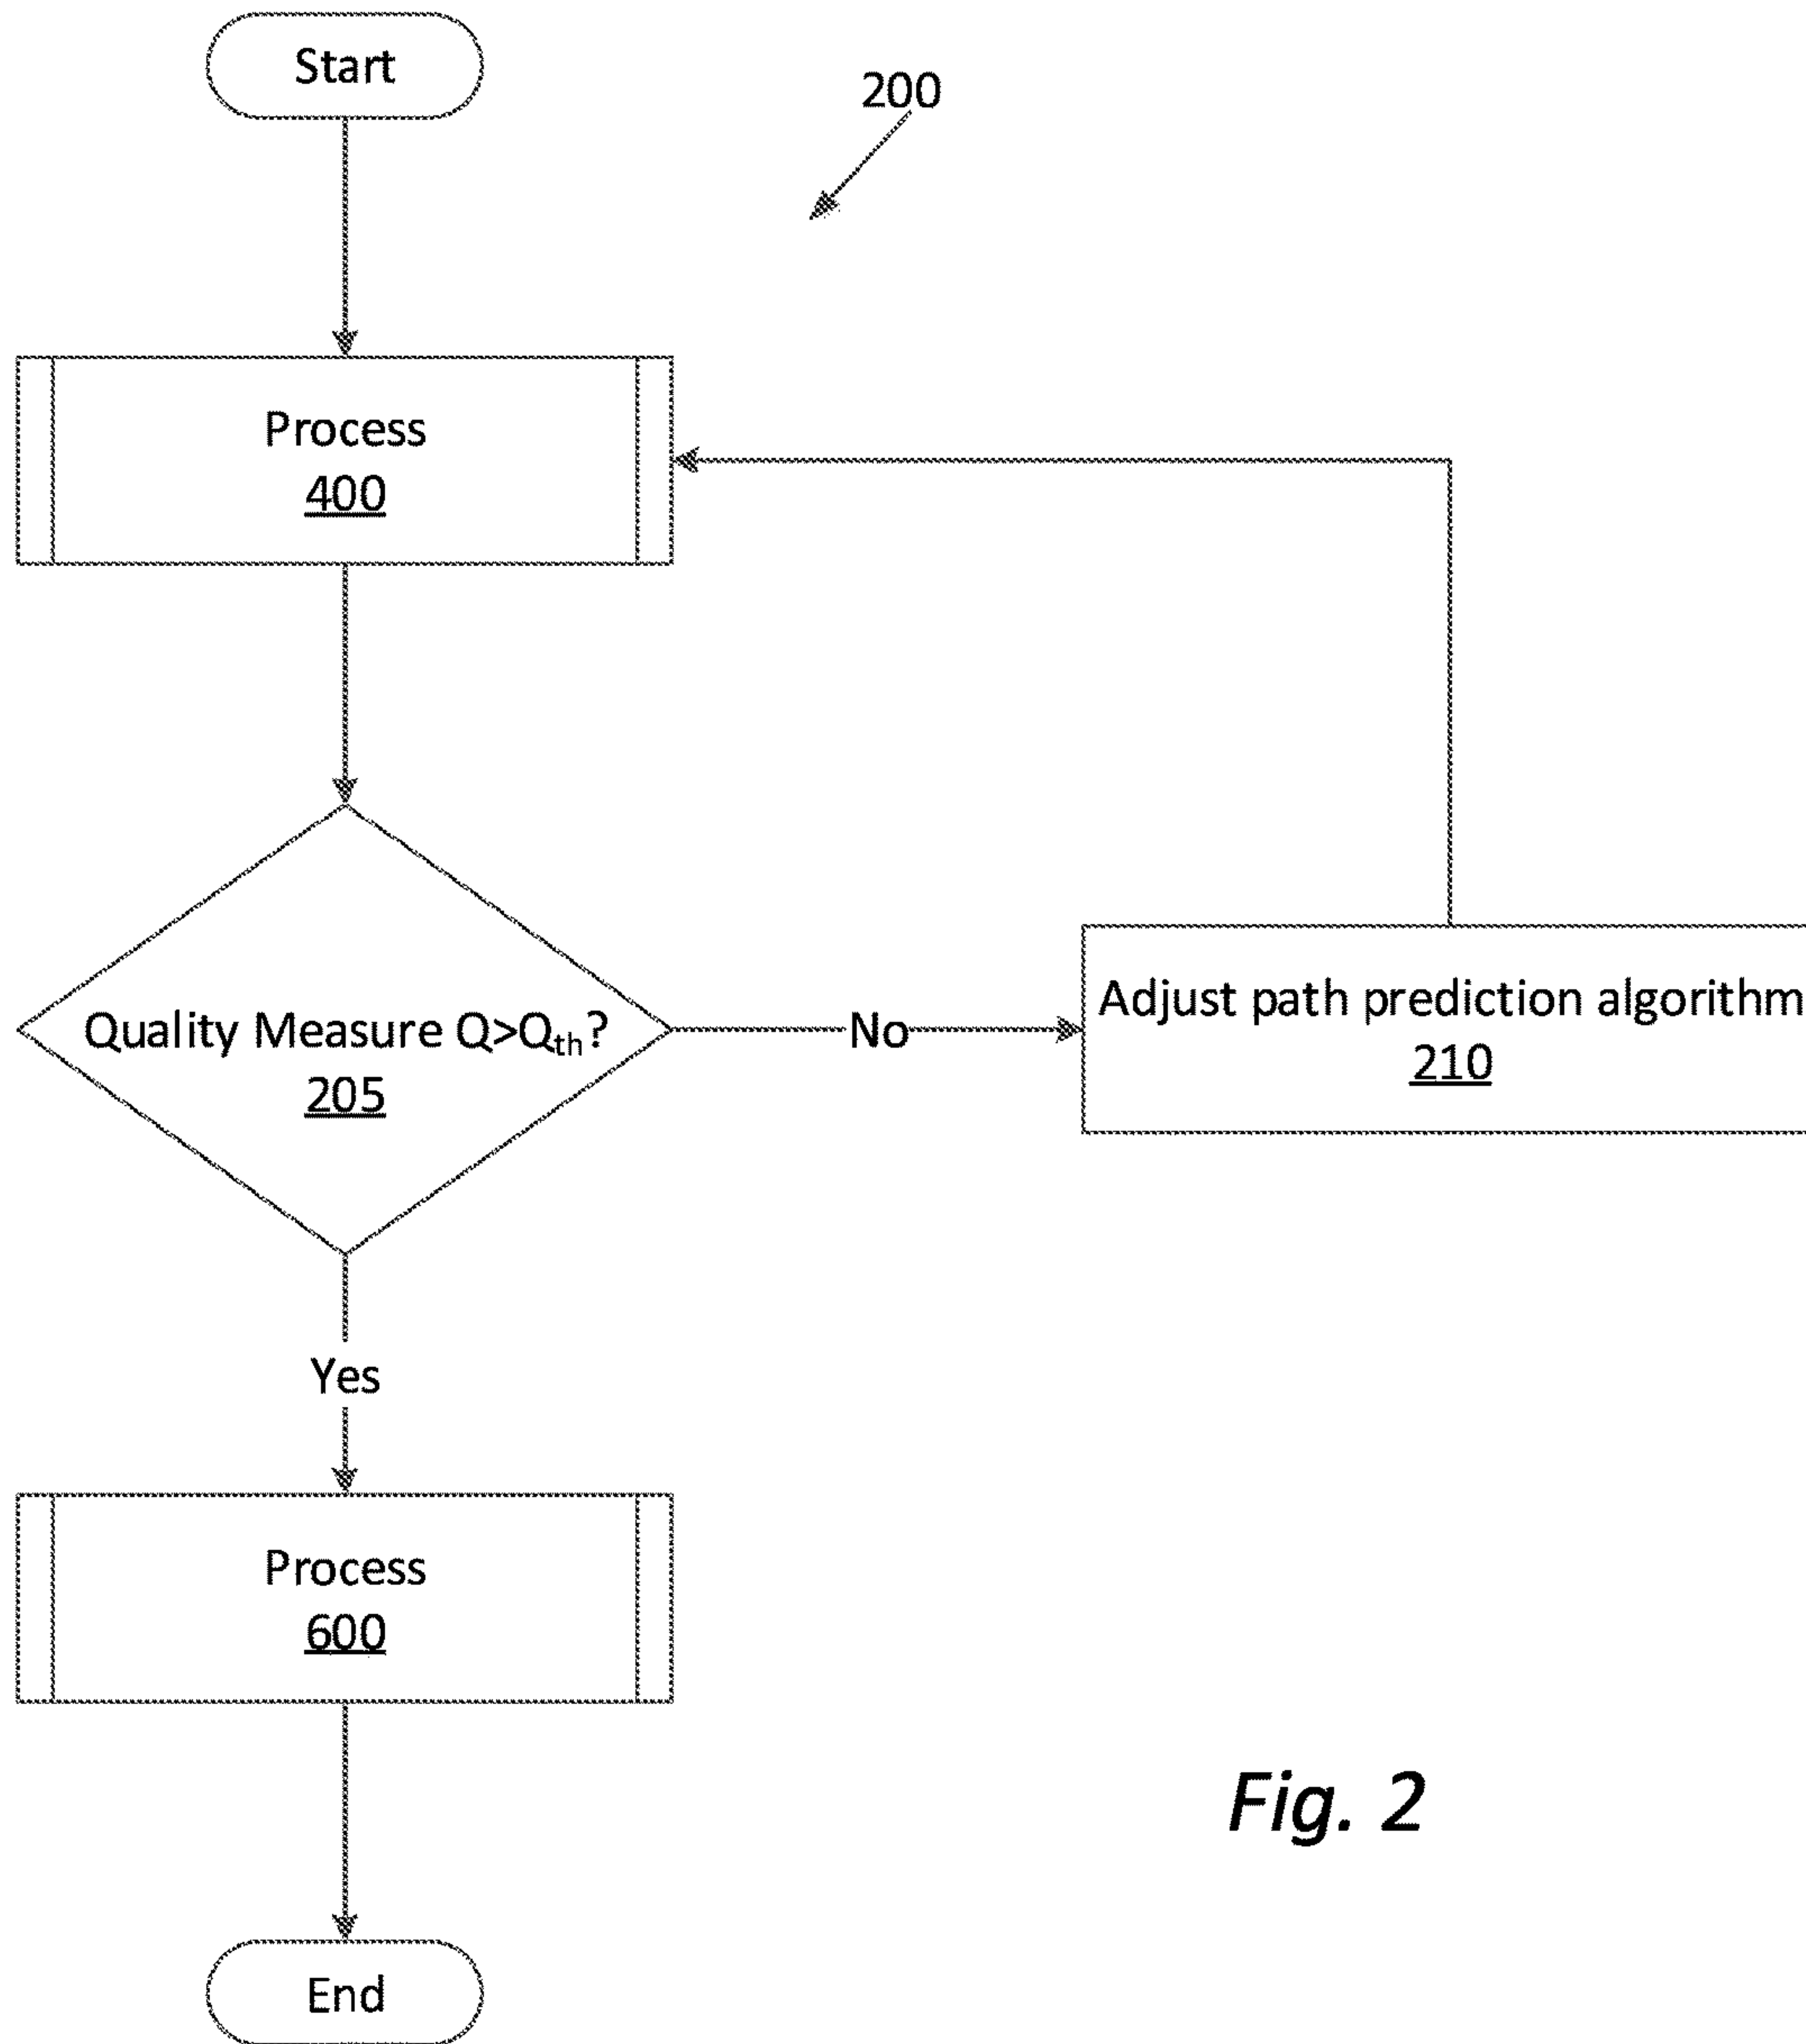 Start
200
Process
400
Quality Measure Q>Qth?
205
No
Adjust path prediction algorithm
210
Yes
Process
600
Fig. 2
End